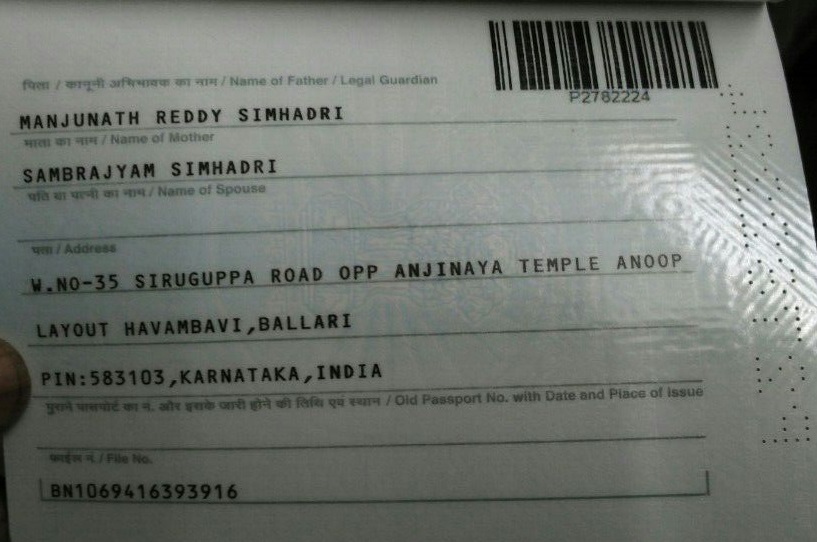 पिता / कानूनी अभिभावक का नाम / Name of Father / Legal Guardian
P2782224
MANJUNATH REDDY SIMHADRI
माता का नाम / Name of Mother
SAMBRAJYAM SIMHADRI
पति या पत्नी का नाम / Name of Spouse
पता / Address
W.NO-35 SIRUGUPPA ROAD OPP ANJINAYA TEMPLE ANOOP
LAYOUT HAVAMBAVI,BALLARI
PIN:583103,KARNATAKA,INDIA
पुराने पासपोर्ट का नं. और इसके जारी होने की तिथि एवं स्थान / Old Passport No. with Date and Place of Issue
फाईल नं. / File No.
BN1069416393916